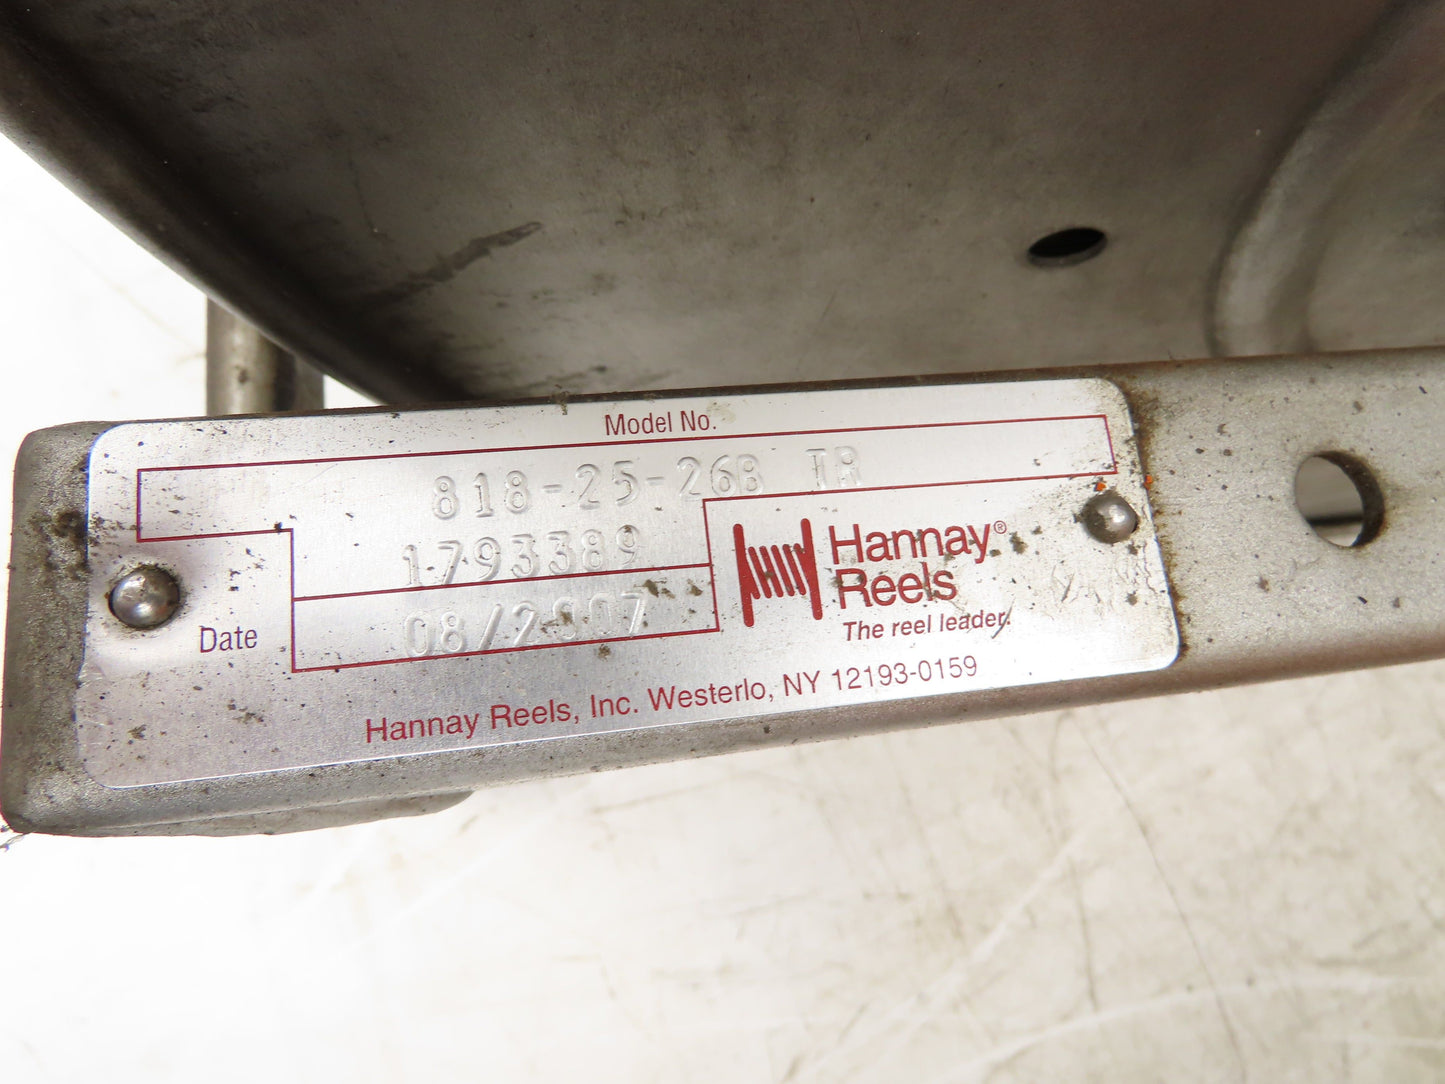 Model No.
818-25-26B TR
1793389
Date
08/2007
Hannay®
Reels
The reel leader.
Hannay Reels, Inc. Westerlo, NY 12193-0159